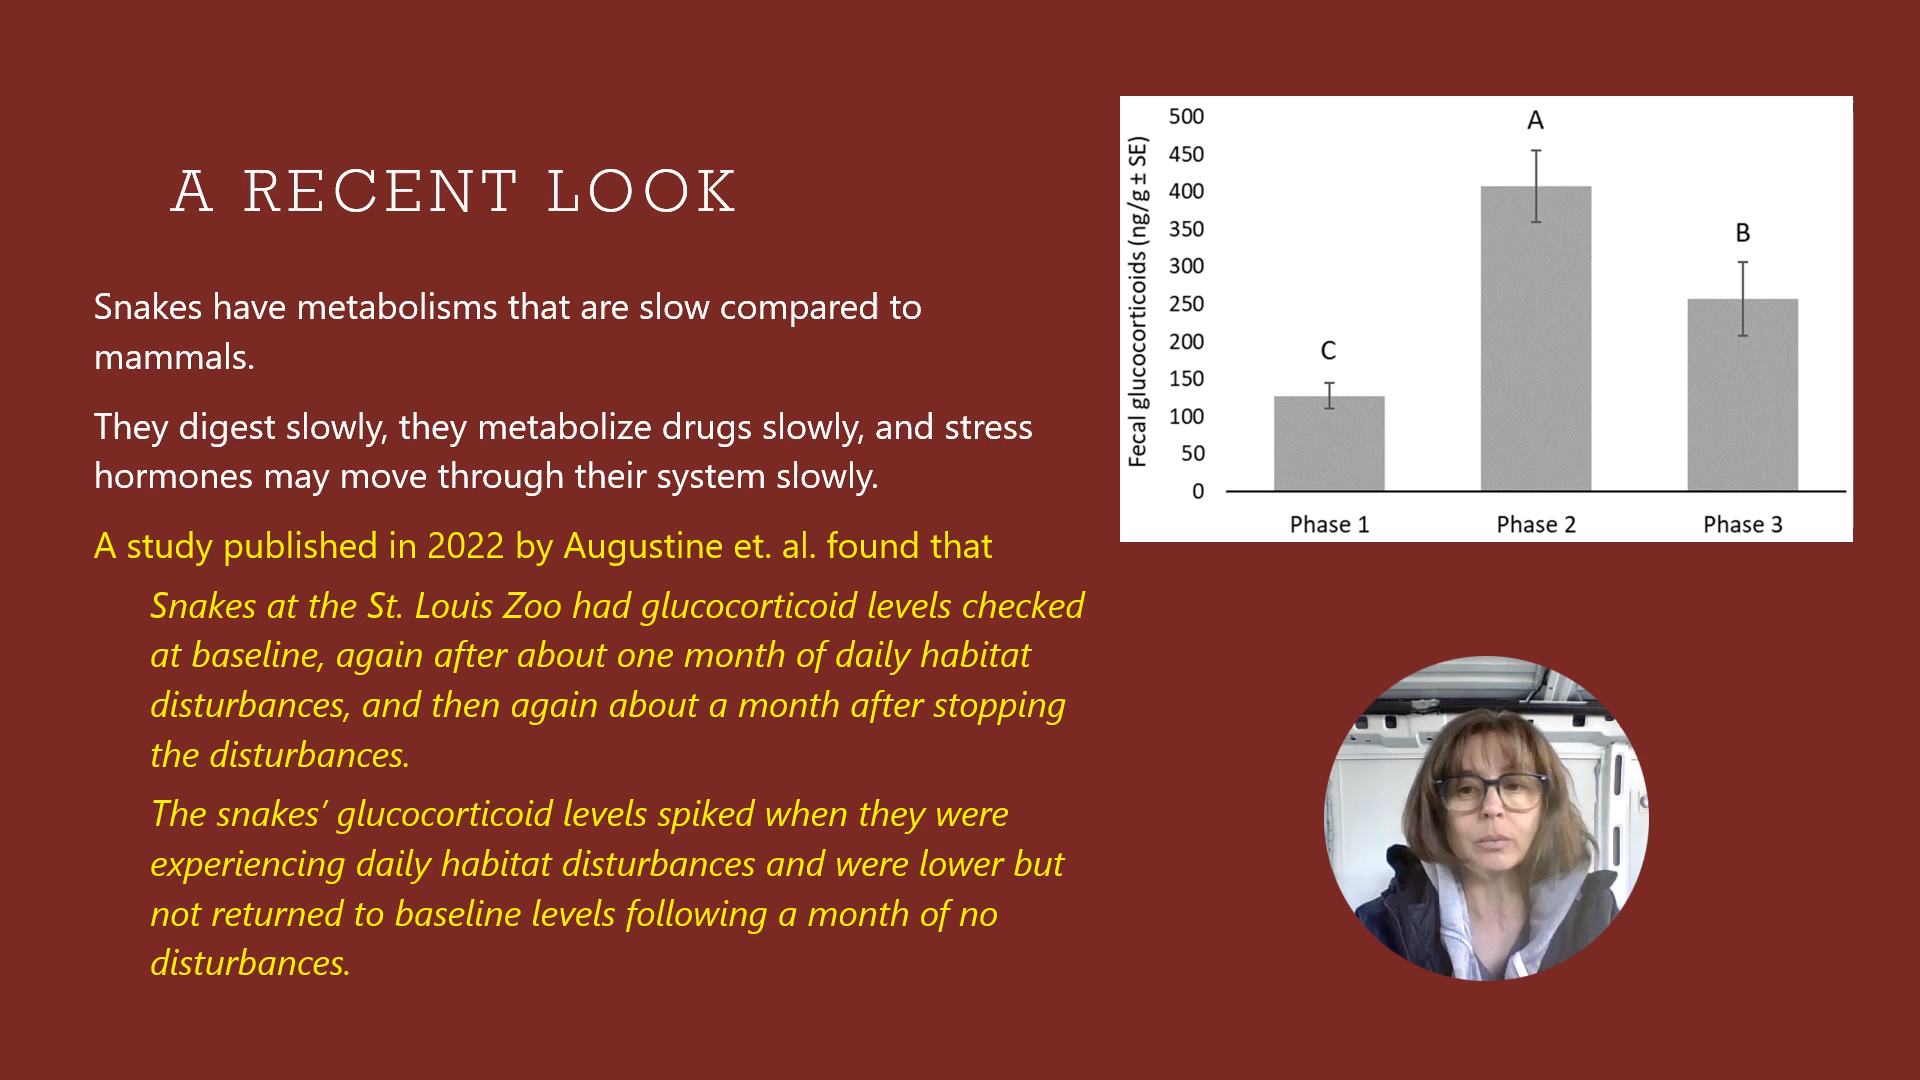 A RECENT LOOK
Snakes have metabolisms that are slow compared to
mammals.
They digest slowly, they metabolize drugs slowly, and stress
hormones may move through their system slowly.
A study published in 2022 by Augustine et. al. found that
Snakes at the St. Louis Zoo had glucocorticoid levels checked
at baseline, again after about one month of daily habitat
disturbances, and then again about a month after stopping
the disturbances.
The snakes’ glucocorticoid levels spiked when they were
experiencing daily habitat disturbances and were lower but
not returned to baseline levels following a month of no
disturbances.
Fecal glucocorticoids (ng/g ± SE)
500
450
400
350
300
250
200
150
100
50
0
C
A
B
Phase 1
Phase 2
Phase 3